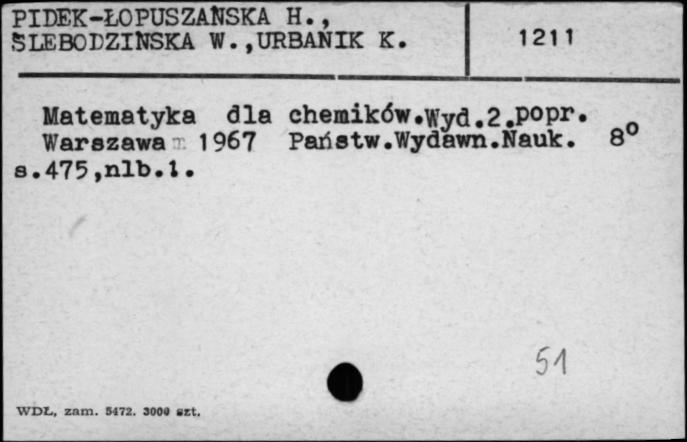 PIDEK-ŁOPUSZAŃSKA H.,
ŚLEBODZIŃSKA W.,URBANIK K.
1211
Matematyka dla chemików.Wyd.2.popr.
Warszawa 1967 Państw.Wydawn.Nauk. 8º
s.475,nlb.1.
51
WDŁ, zam. 5472. 3000 szt.